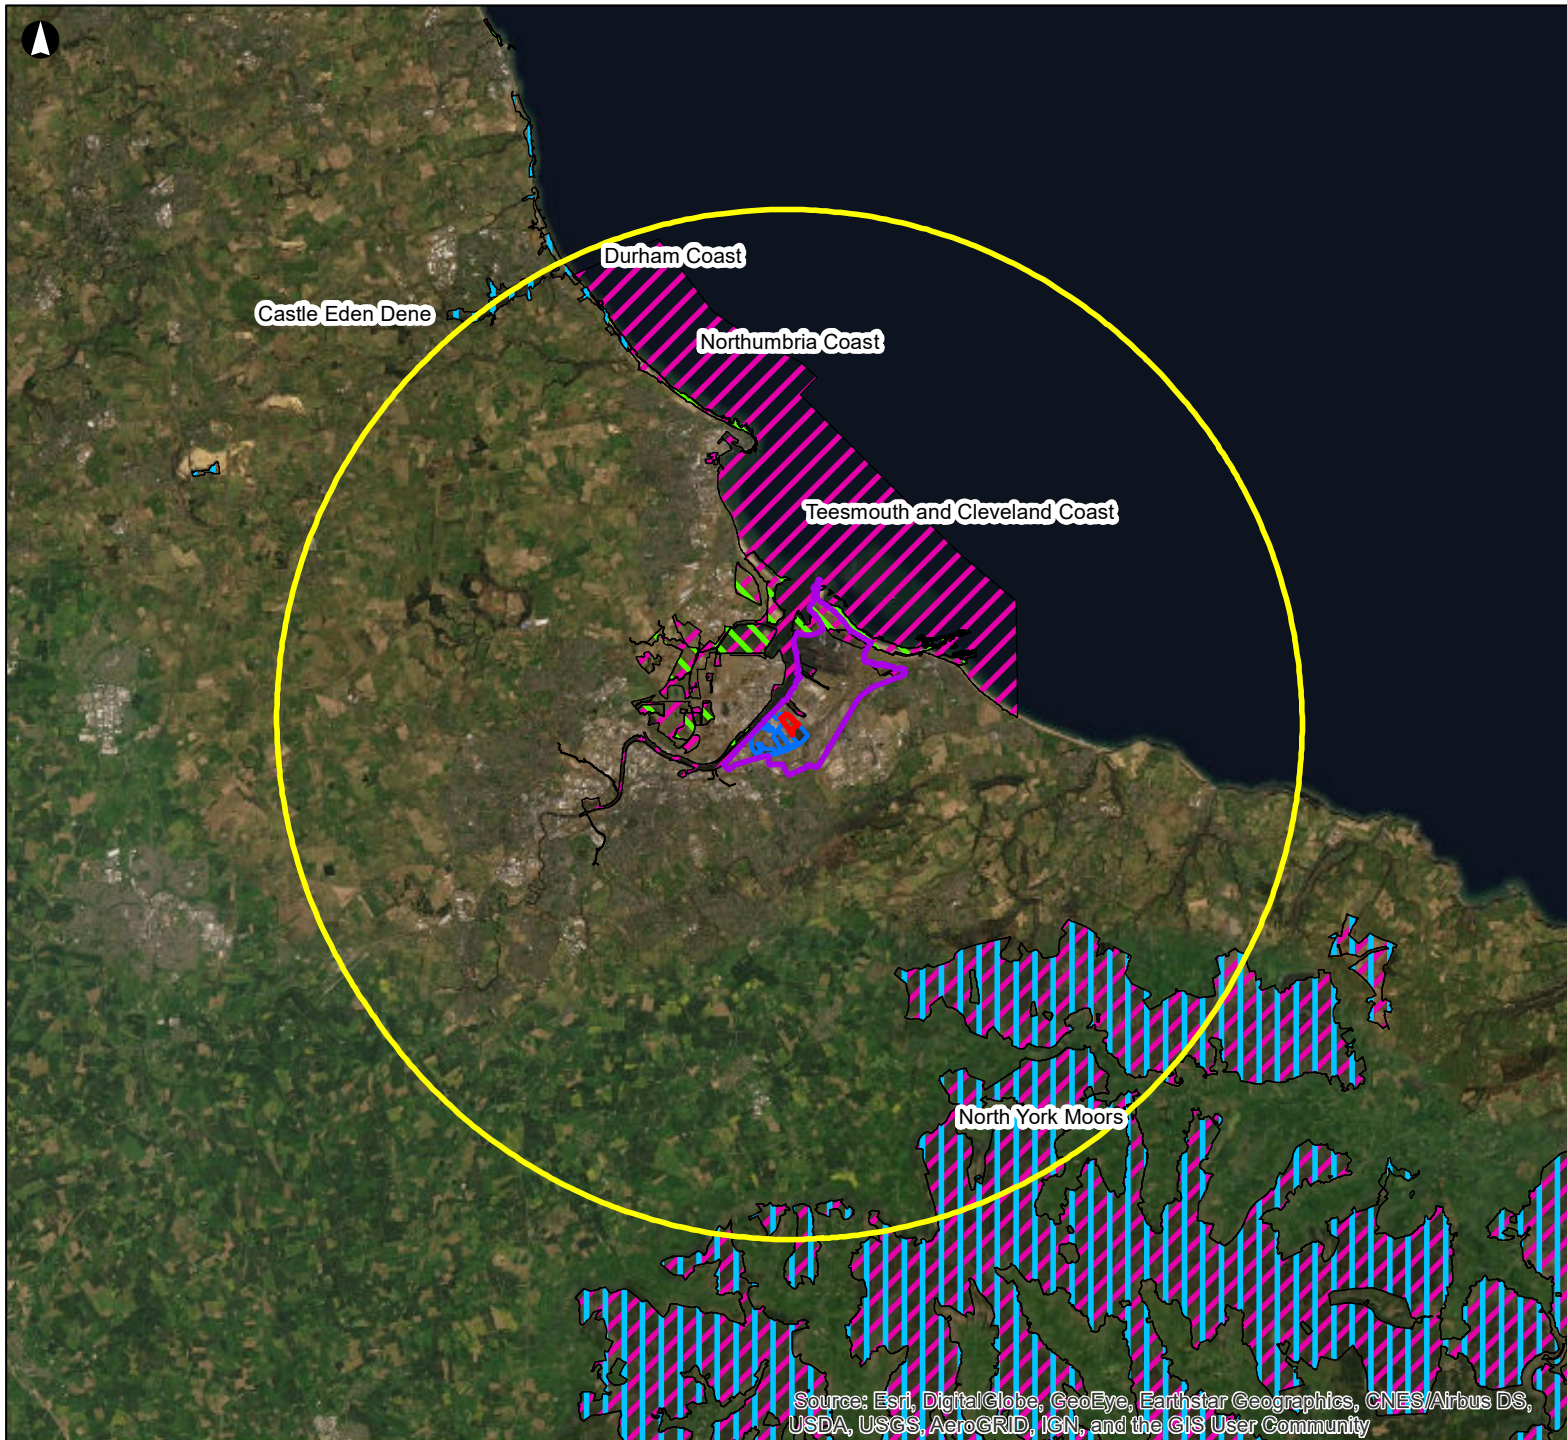 Durham Coast
Castle Eden Dene
Northumbria Coast
Teesmouth and Cleveland Coast
North York Moors
Source: Esri, DigitalGlobe, GeoEye, Earthstar Geographics, CNES/Airbus DS,
USDA, USGS, AeroGRID, IGN, and the GIS User Community